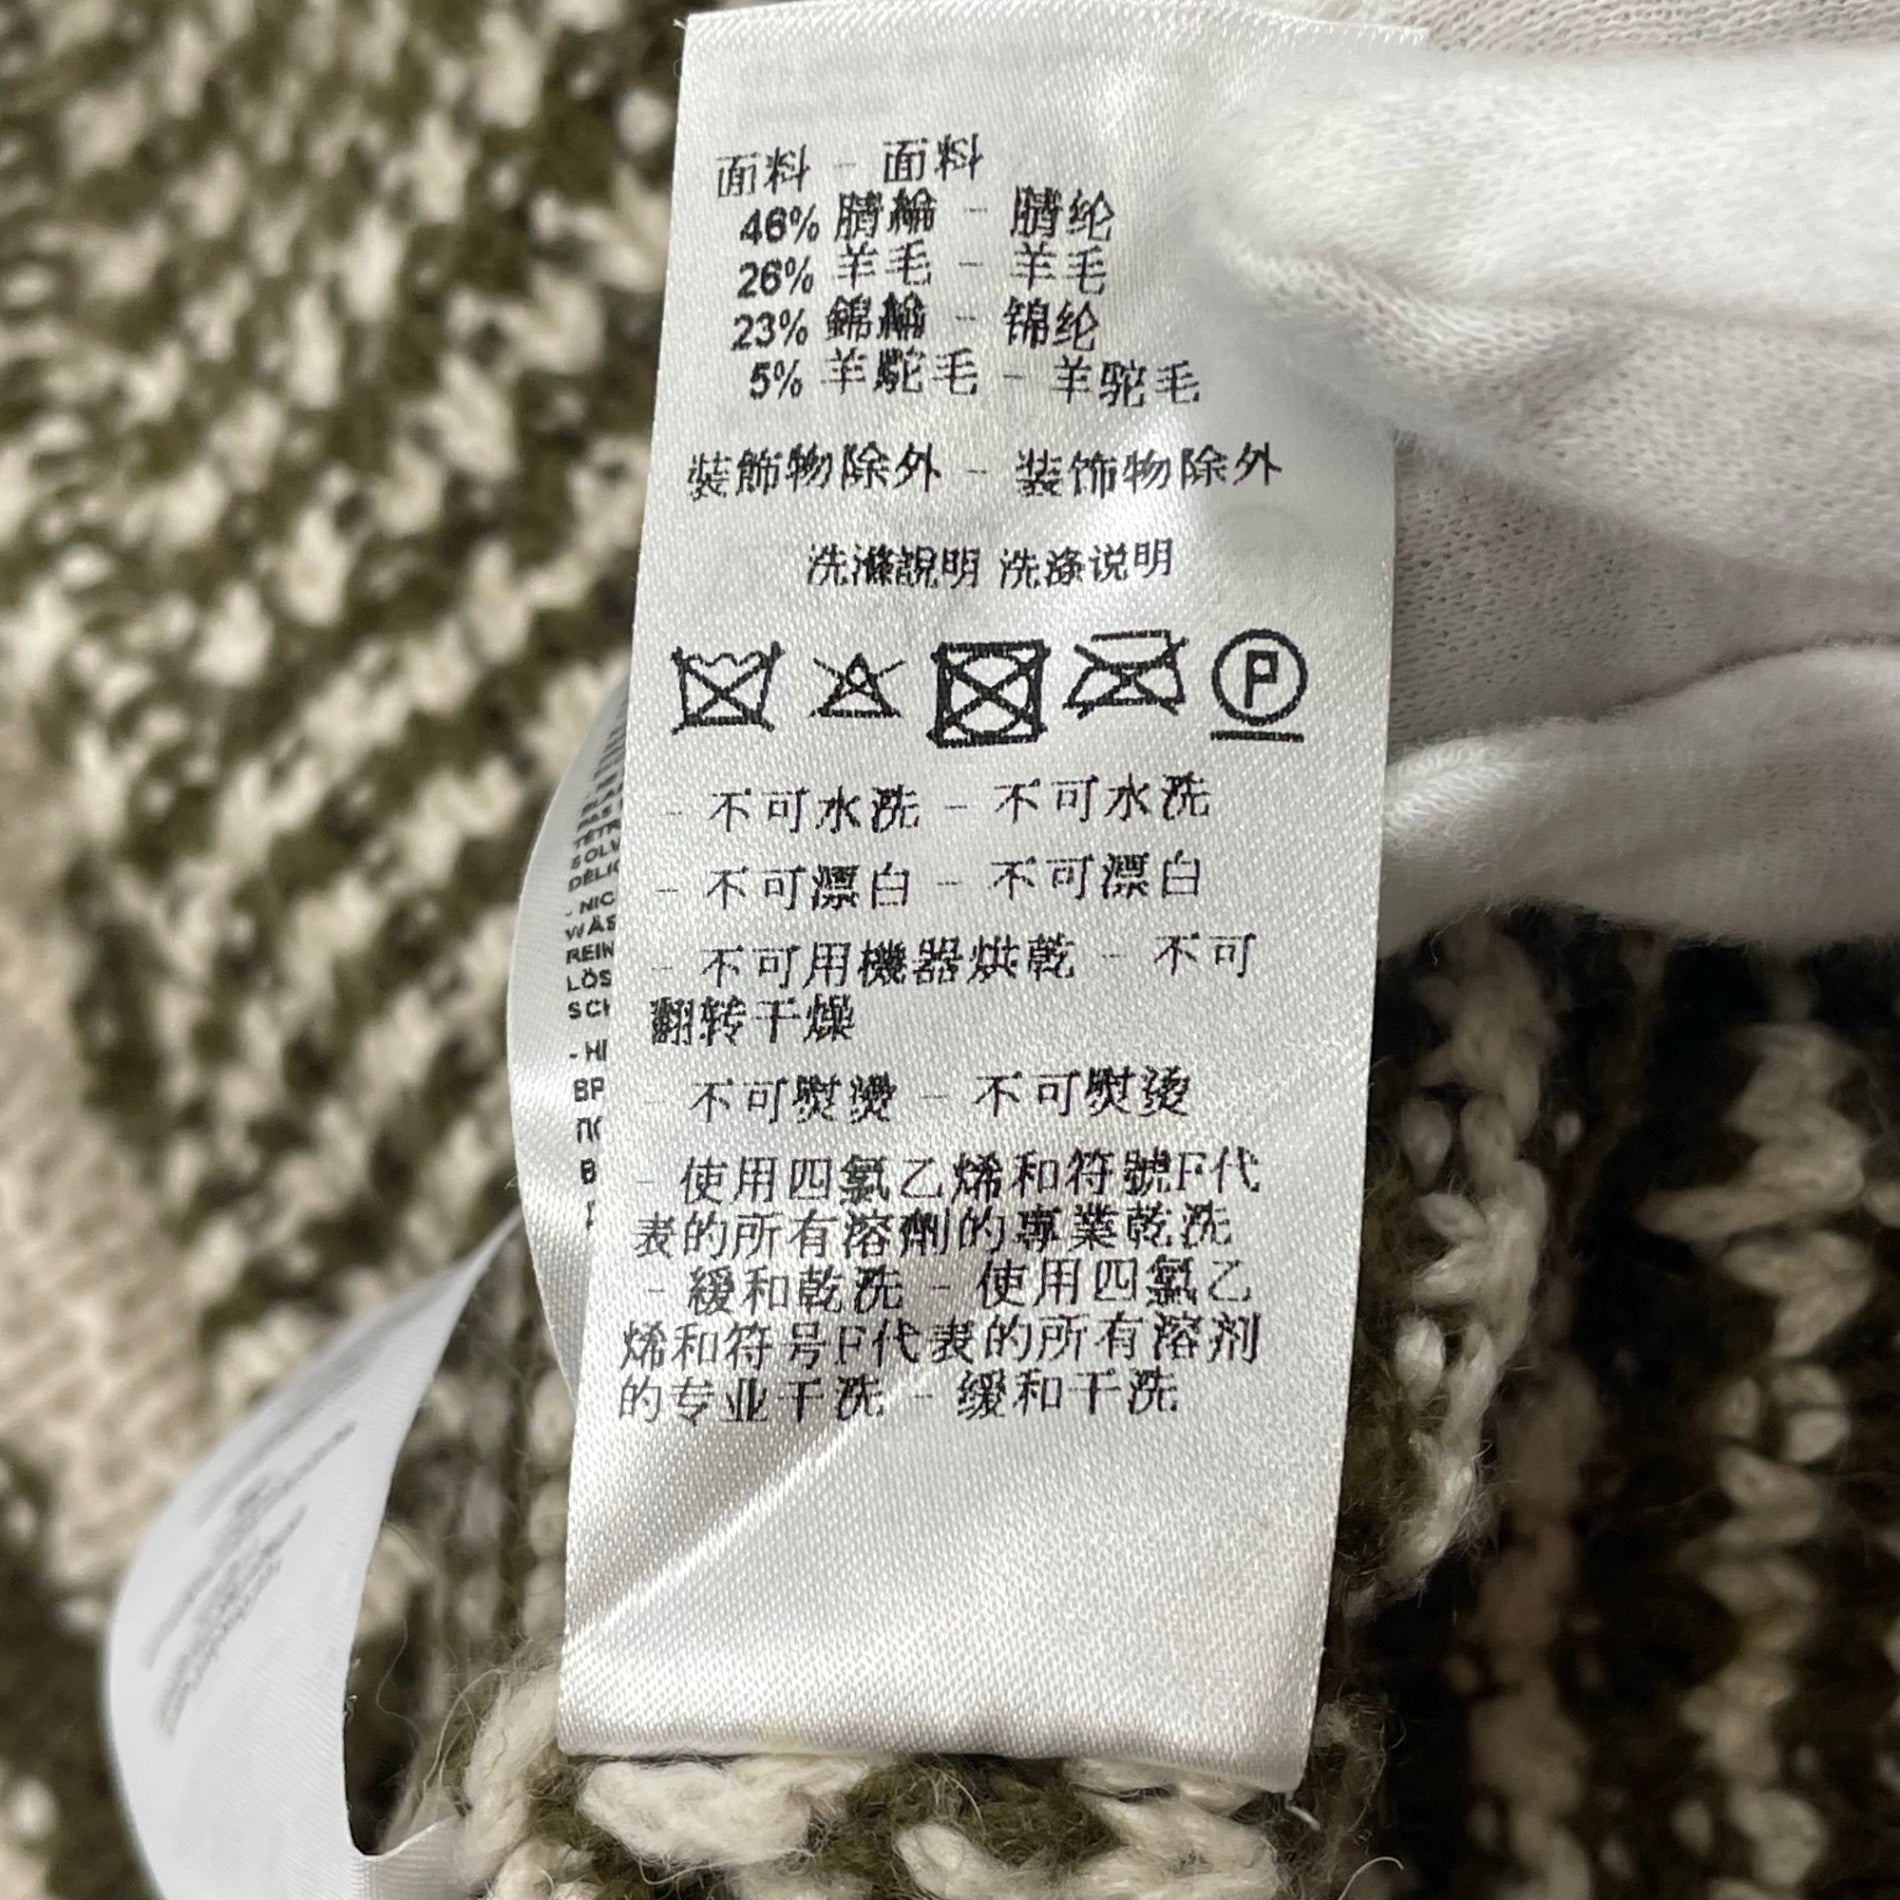 面料 - 面料
46% 腈綸 - 腈纶
26% 羊毛 - 羊毛
23% 錦綸 - 锦纶
5% 羊駝毛 - 羊驼毛
裝飾物除外 - 装饰物除外
洗滌說明 洗涤说明
P
- 不可水洗 - 不可水洗
- 不可漂白 - 不可漂白
- 不可用機器烘乾 - 不可
翻转干燥
- 不可熨燙 - 不可熨烫
- 使用四氯乙烯和符號F代
表的所有溶劑的專業乾洗
- 緩和乾洗 - 使用四氯乙
烯和符号F代表的所有溶剂
的专业干洗 - 缓和干洗